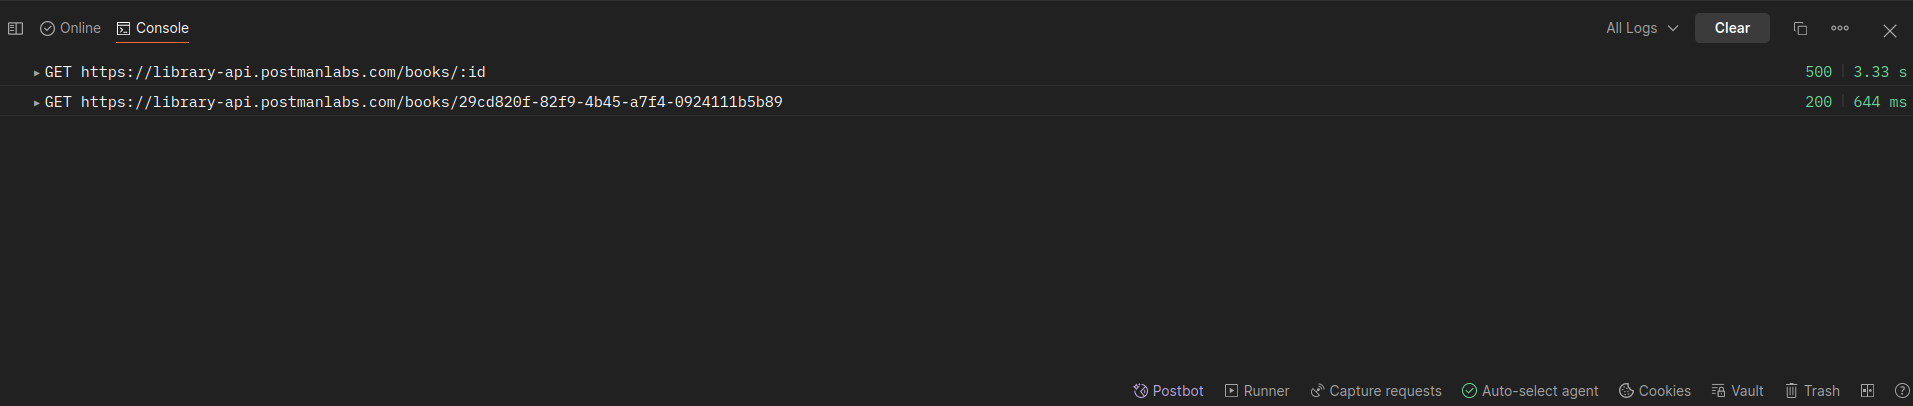 Online Console All Logs Clear
GET https://library-api.postmanlabs.com/books/:id 500 3.33 s
GET https://library-api.postmanlabs.com/books/29cd820f-82f9-4b45-a7f4-0924111b5b89 200 644 ms
Postbot Runner Capture requests Auto-select agent Cookies Vault Trash